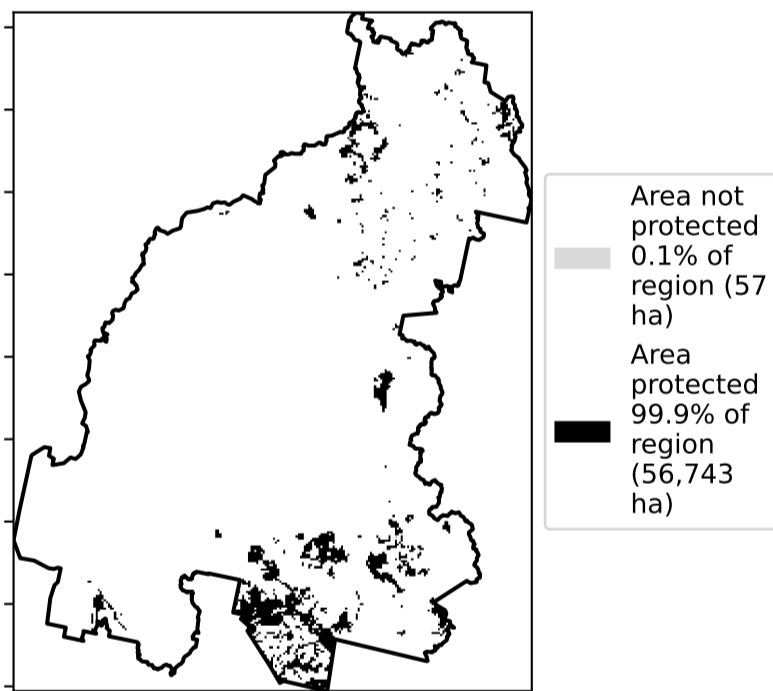 Area not
protected
0.1% of
region (57
ha)
Area
protected
99.9% of
region
(56,743
ha)